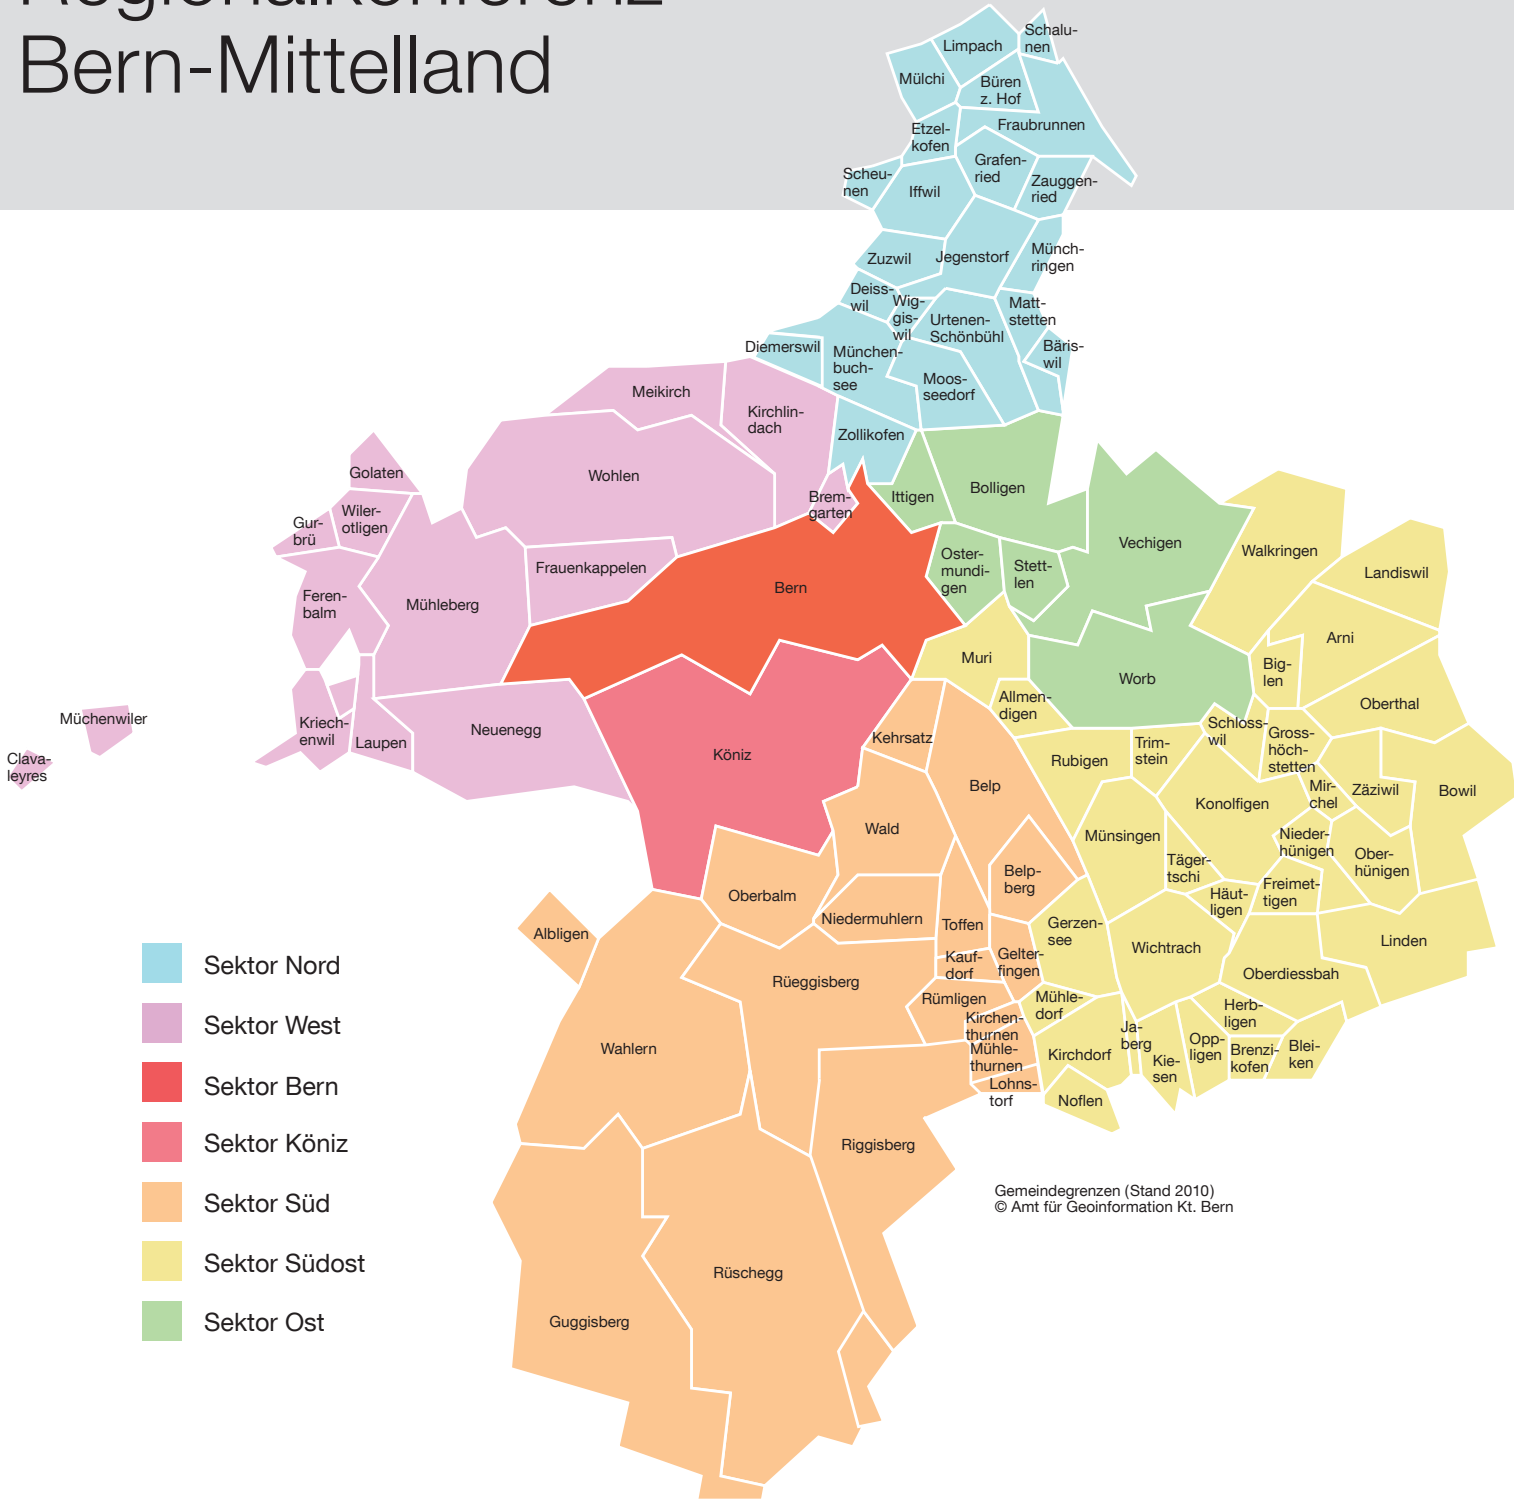 Regionalkonferenz
Bern-Mittelland
Schalu-
nen
Limpach
Mülchi
Büren
z. Hof
Fraubrunnen
Etzel-
kofen
Grafen-
ried
Scheu-
nen
Iffwil
Zauggen-
ried
Zuzwil
Jegenstorf
Münch-
ringen
Deiss-
wil
Wig-
gis-
wil
Matt-
stetten
Urtenen-
Schönbühl
Diemerswil
München-
buch-
see
Bäris-
wil
Moos-
seedorf
Zollikofen
Meikirch
Kirchlin-
dach
Wohlen
Golaten
Wiler-
otligen
Gur-
brü
Brem-
garten
Frauenkappelen
Feren-
balm
Mühleberg
Bern
Ittigen
Bolligen
Oster-
mundi-
gen
Stett-
len
Vechigen
Worb
Walkringen
Landiswil
Arni
Big-
len
Oberthal
Muri
Allmen-
digen
Müchenwiler
Clava-
leyres
Kriech-
enwil
Laupen
Neuenegg
Köniz
Kehrsatz
Belp
Rubigen
Trim-
stein
Schloss-
wil
Gross-
höch-
stetten
Mir-
chel
Zäziwil
Bowil
Konolfigen
Wald
Münsingen
Nieder-
hünigen
Ober-
hünigen
Täger-
tschi
Freimet-
tigen
Häut-
ligen
Belp-
berg
Oberbalm
Niedermuhlern
Toffen
Gerzen-
see
Wichtrach
Linden
Albligen
Kauf-
dorf
Gelter-
fingen
Oberdiessbah
Rüeggisberg
Rümligen
Mühle-
dorf
Herb-
ligen
Kirchen-
thurnen
Ja-
berg
Wahlern
Mühle-
thurnen
Kirchdorf
Kie-
sen
Opp-
ligen
Brenzi-
kofen
Blei-
ken
Lohns-
torf
Noflen
Riggisberg
Rüschegg
Guggisberg
Sektor Nord
Sektor West
Sektor Bern
Sektor Köniz
Sektor Süd
Sektor Südost
Sektor Ost
Gemeindegrenzen (Stand 2010)
© Amt für Geoinformation Kt. Bern